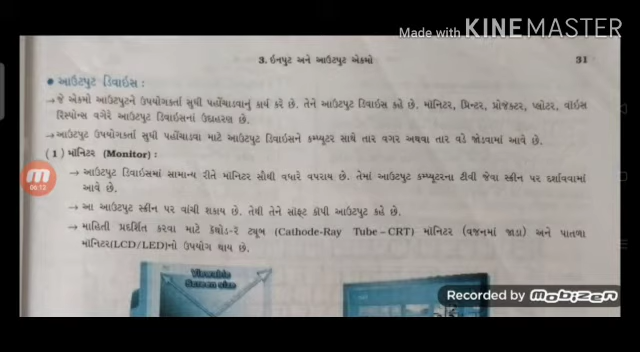 Made with KINEMASTER
3. ઇનપુટ અને આઉટપુટ એકમો 31
• આઉટપુટ ડિવાઇસ :
→ જે એકમો આઉટપુટને ઉપયોગકર્તા સુધી પહોંચાડવાનું કાર્ય કરે છે. તેને આઉટપુટ ડિવાઇસ કહે છે. મૉનિટર, પ્રિન્ટર, પ્રોજેક્ટર, પ્લોટર, વૉઇસ
રિસ્પોન્સ વગેરે આઉટપુટ ડિવાઇસનાં ઉદાહરણ છે.
→ આઉટપુટ ઉપયોગકર્તા સુધી પહોંચાડવા માટે આઉટપુટ ડિવાઇસને કમ્પ્યૂટર સાથે તાર વગર અથવા તાર વડે જોડવામાં આવે છે.
(1) મૉનિટર (Monitor) :
→ આઉટપુટ ડિવાઇસમાં સામાન્ય રીતે મૉનિટર સૌથી વધારે વપરાય છે. તેમાં આઉટપુટ કમ્પ્યૂટરના ટીવી જેવા સ્ક્રીન પર દર્શાવવામાં
આવે છે.
06:13
→ આ આઉટપુટ સ્ક્રીન પર વાંચી શકાય છે. તેથી તેને સૉફ્ટ કૉપી આઉટપુટ કહે છે.
→ માહિતી પ્રદર્શિત કરવા માટે કૅથોડ-રે ટ્યૂબ (Cathode-Ray Tube – CRT) મૉનિટર (વજનમાં જાડા) અને પાતળા
મૉનિટર(LCD/LED)નો ઉપયોગ થાય છે.
Viewable
Screen size
Recorded by mobizen